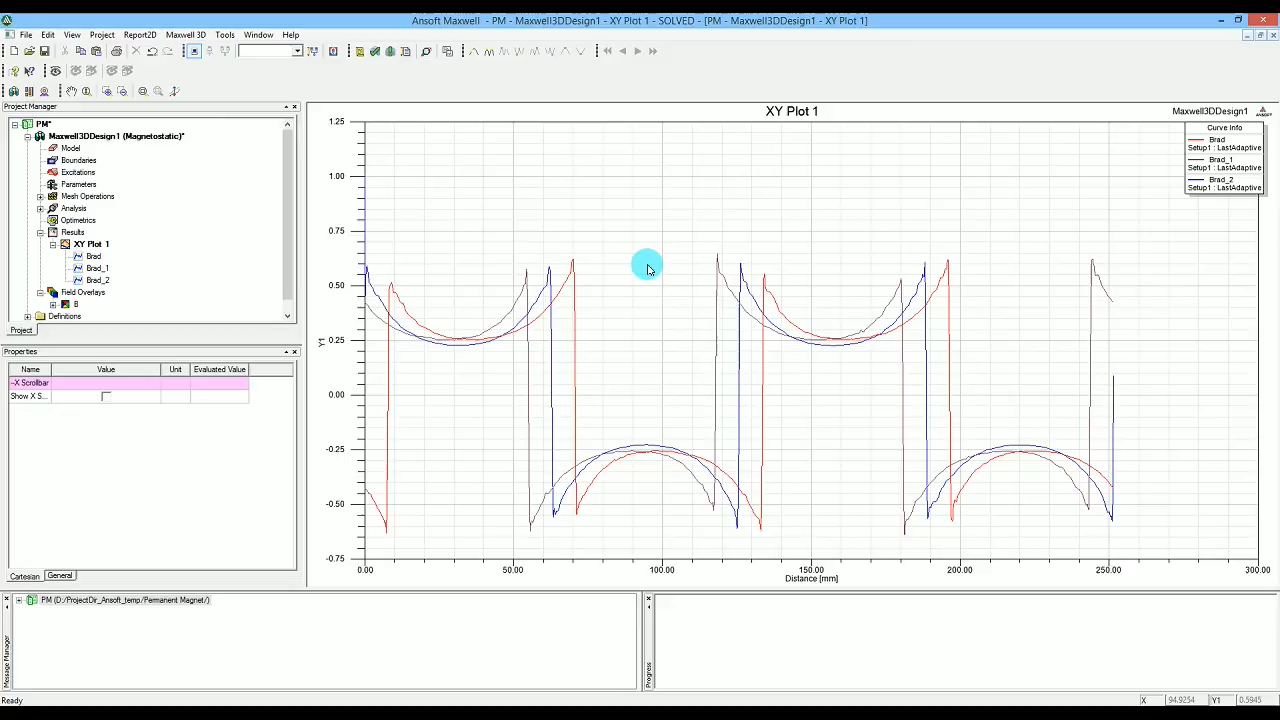 Ansoft Maxwell - PM - Maxwell3DDesign1 - XY Plot 1 - SOLVED - [PM - Maxwell3DDesign1 - XY Plot 1]
File Edit View Project Report2D Maxwell 3D Tools Window Help
Project Manager
PM*
Maxwell3DDesign1 (Magnetostatic)*
Model
Boundaries
Excitations
Parameters
Mesh Operations
Analysis
Optimetrics
Results
XY Plot 1
Brad
Brad_1
Brad_2
Field Overlays
B
Definitions
Project
Properties
Name Value Unit Evaluated Value
--X Scrollbar
Show X S...
Cartesian General
XY Plot 1
Maxwell3DDesign1
ANSOFT
Curve Info
Brad
Setup1 : LastAdaptive
Brad_1
Setup1 : LastAdaptive
Brad_2
Setup1 : LastAdaptive
1.25
1.00
0.75
0.50
0.25
0.00
-0.25
-0.50
-0.75
Y1
0.00 50.00 100.00 150.00 200.00 250.00 300.00
Distance [mm]
PM (D:/ProjectDir_Ansoft_temp/Permanent Magnet/)
Message Manager
Progress
Ready
X 94.9254 Y1 0.5945